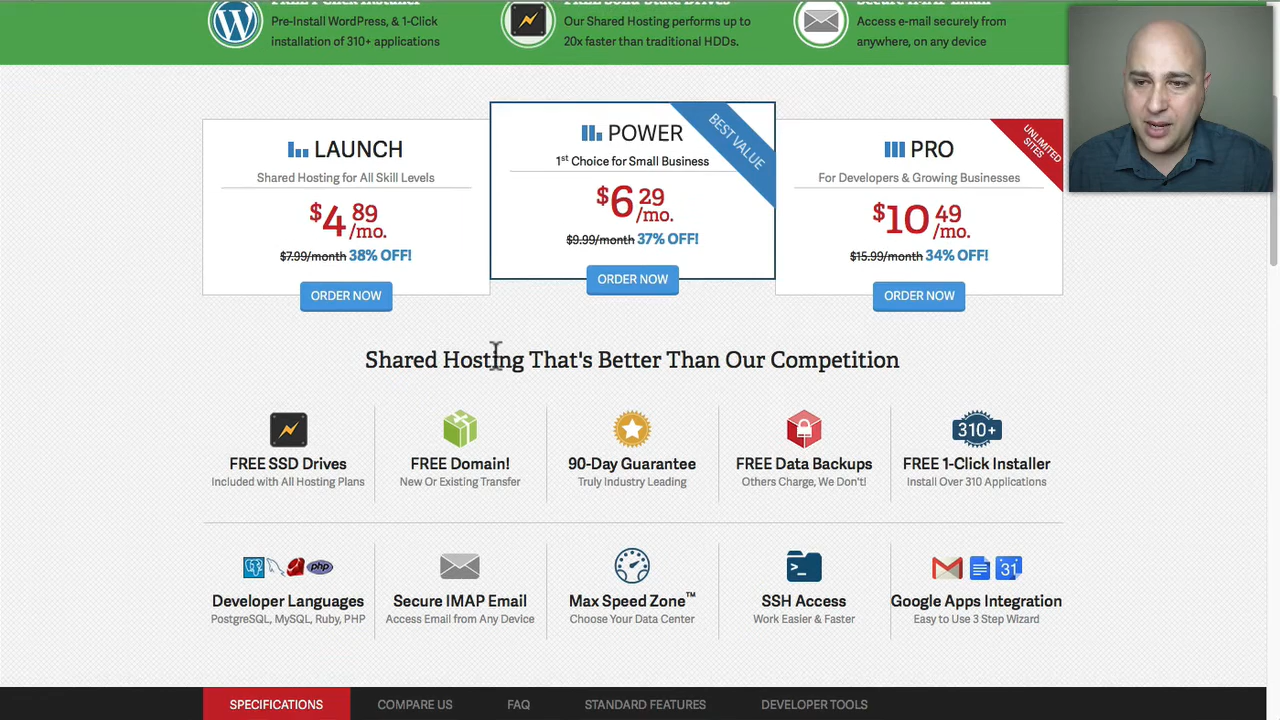 Pre-Install WordPress, & 1-Click
installation of 310+ applications
Our Shared Hosting performs up to
20x faster than traditional HDDs.
Access e-mail securely from
anywhere, on any device
LAUNCH
Shared Hosting for All Skill Levels
$4 89 /mo.
$7.99/month 38% OFF!
ORDER NOW
POWER
BEST VALUE
1st Choice for Small Business
$6 29 /mo.
$9.99/month 37% OFF!
ORDER NOW
PRO
UNLIMITED
SITES
For Developers & Growing Businesses
$10 49 /mo.
$15.99/month 34% OFF!
ORDER NOW
Shared Hosting That's Better Than Our Competition
FREE SSD Drives
Included with All Hosting Plans
FREE Domain!
New Or Existing Transfer
90-Day Guarantee
Truly Industry Leading
FREE Data Backups
Others Charge, We Don't!
310+
FREE 1-Click Installer
Install Over 310 Applications
php
Developer Languages
PostgreSQL, MySQL, Ruby, PHP
Secure IMAP Email
Access Email from Any Device
Max Speed Zone™
Choose Your Data Center
SSH Access
Work Easier & Faster
31
Google Apps Integration
Easy to Use 3 Step Wizard
SPECIFICATIONS
COMPARE US
FAQ
STANDARD FEATURES
DEVELOPER TOOLS